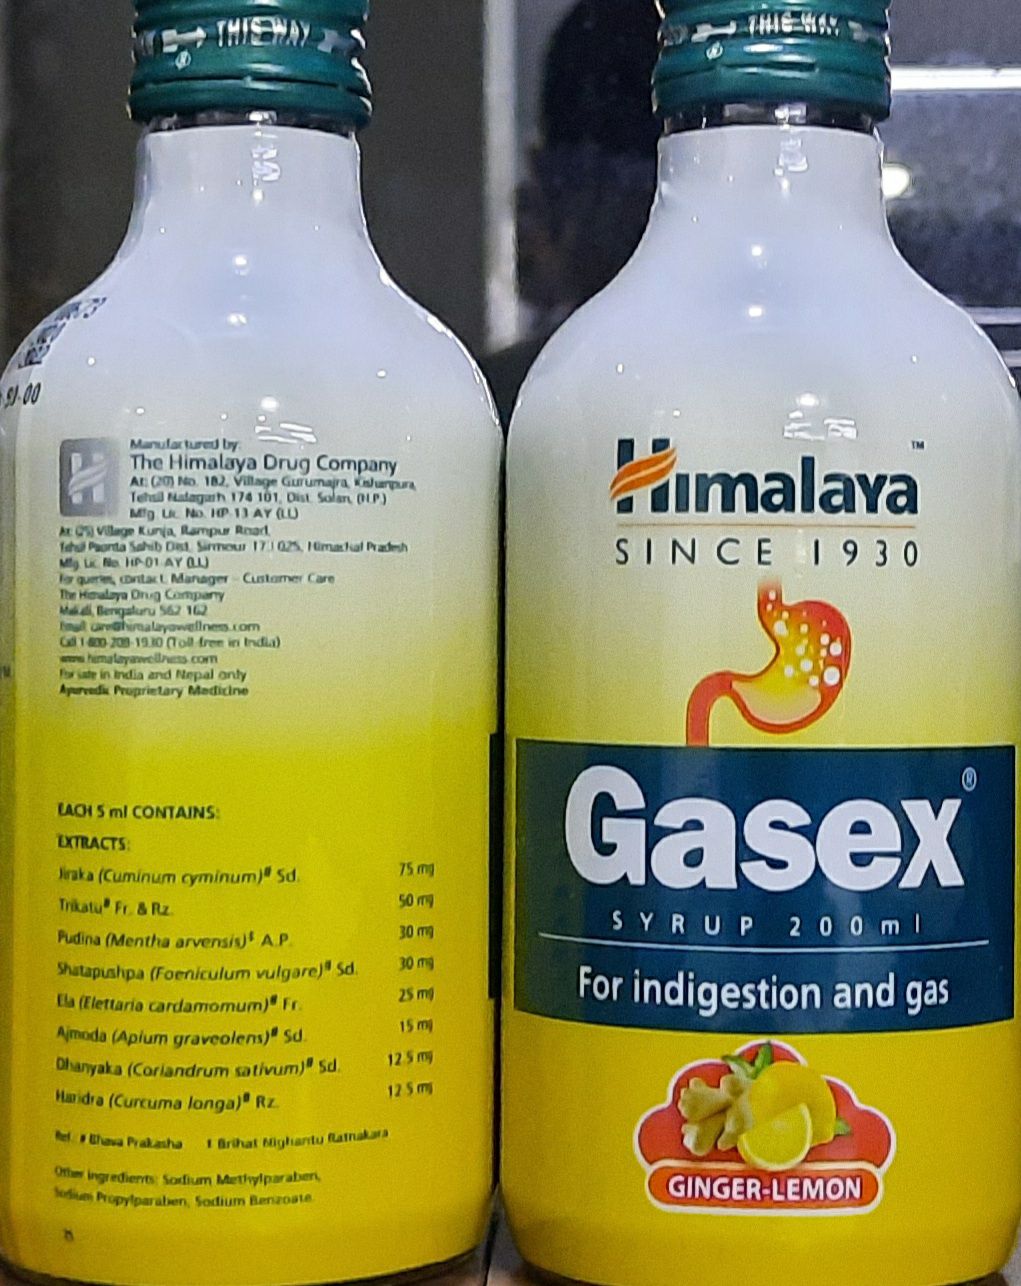 THIS WAY
90-00
Manufactured by:
The Himalaya Drug Company
At: (20) No. 182, Village Gurumajra, Kishanpura,
Tehsil Nalagarh 174 101, Dist. Solan, (H.P.)
Mfg. Lic. No. HP-13 AY (LL)
At: (25) Village Kunja, Rampur Road,
Tehsil Paonta Sahib Dist. Sirmour 173 025, Himachal Pradesh
Mfg. Lic. No. HP-01 AY (LL)
For queries, contact: Manager - Customer Care
The Himalaya Drug Company
Makali, Bengaluru 562 162
Email: care@himalayawellness.com
Call 1-800-208-1930 (Toll-free in India)
www.himalayawellness.com
For sale in India and Nepal only
Ayurvedic Proprietary Medicine
EACH 5 ml CONTAINS:
EXTRACTS:
Jiraka (Cuminum cyminum)# Sd. 75 mg
Trikatu# Fr. & Rz. 50 mg
Pudina (Mentha arvensis)$ A.P. 30 mg
Shatapushpa (Foeniculum vulgare)# Sd. 30 mg
Ela (Elettaria cardamomum)# Fr. 25 mg
Ajmoda (Apium graveolens)# Sd. 15 mg
Dhanyaka (Coriandrum sativum)# Sd. 12.5 mg
Haridra (Curcuma longa)# Rz. 12.5 mg
Ref: # Bhava Prakasha $ Brihat Nighantu Ratnakara
Other ingredients: Sodium Methylparaben,
Sodium Propylparaben, Sodium Benzoate.
THIS WAY
Himalaya™
SINCE 1930
Gasex®
SYRUP 200ml
For indigestion and gas
GINGER-LEMON